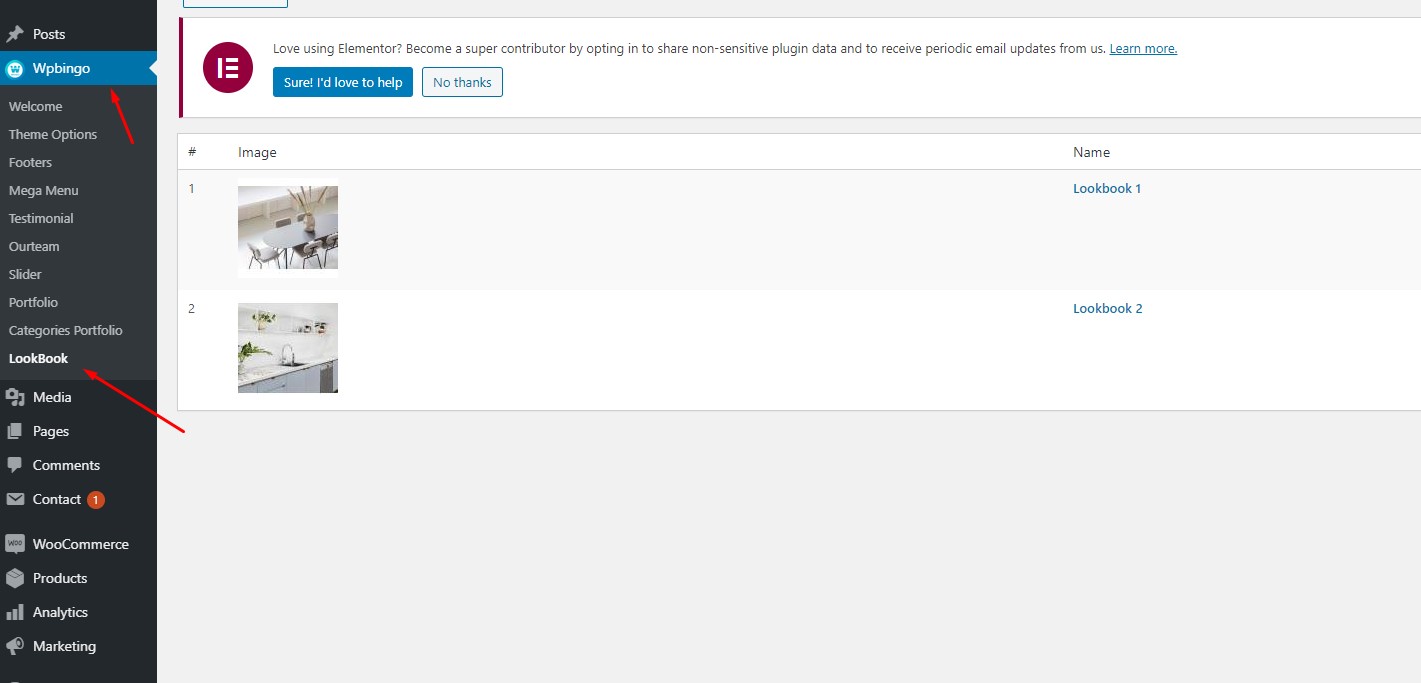 Posts
Wpbingo
Welcome
Theme Options
Footers
Mega Menu
Testimonial
Ourteam
Slider
Portfolio
Categories Portfolio
LookBook
Media
Pages
Comments
Contact 1
WooCommerce
Products
Analytics
Marketing
Love using Elementor? Become a super contributor by opting in to share non-sensitive plugin data and to receive periodic email updates from us. Learn more.
Sure! I'd love to help No thanks
# Image Name
1 Lookbook 1
2 Lookbook 2